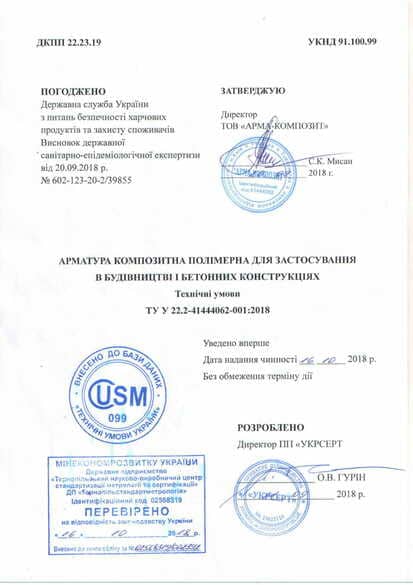 ДКПП 22.23.19
УКНД 91.100.99
ПОГОДЖЕНО
Державна служба України
з питань безпечності харчових
продуктів та захисту споживачів
Висновок державної
санітарно-епідеміологічної експертизи
від 20.09.2018 р.
№ 602-123-20-2/39855
ЗАТВЕРДЖУЮ
Директор
ТОВ «АРМА-КОМПОЗИТ»
С.К. Мисан
2018 г.
АРМАТУРА КОМПОЗИТНА ПОЛІМЕРНА ДЛЯ ЗАСТОСУВАННЯ
В БУДІВНИЦТВІ І БЕТОННИХ КОНСТРУКЦІЯХ
Технічні умови
ТУ У 22.2-41444062-001:2018
Уведено вперше
Дата надання чинності 16 10 2018 р.
Без обмеження терміну дії
ВНЕСЕНО ДО БАЗИ ДАНИХ
USM
099
«ТЕХНІЧНІ УМОВИ УКРАЇНИ»
РОЗРОБЛЕНО
Директор ПП «УКРСЕРТ
О.В. ГУРІН
2018 р.
«УКРСЕРТ»
МІНЕКОНОМРОЗВИТКУ УКРАЇНИ
Державне підприємство
«Тернопільський науково-виробничий центр
стандартизації метрології та сертифікації»
ДП «Тернопільстандартметрологія»
Ідентифікаційний код 02568319
ПЕРЕВІРЕНО
на відповідність законодавству України
«16» 10 2018 р.
Внесено до книги обліку за №